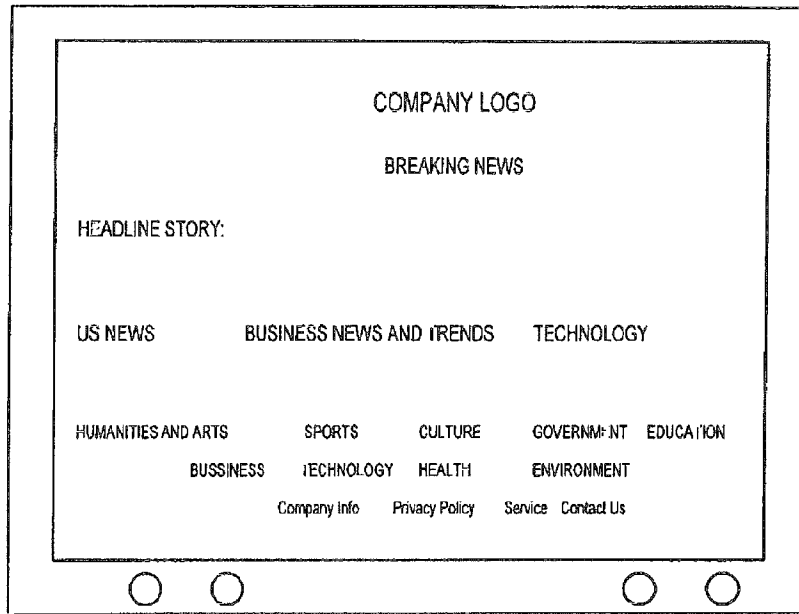 COMPANY LOGO
BREAKING NEWS
HEADLINE STORY:
US NEWS BUSINESS NEWS AND TRENDS TECHNOLOGY
HUMANITIES AND ARTS SPORTS CULTURE GOVERNMENT EDUCATION
BUSSINESS TECHNOLOGY HEALTH ENVIRONMENT
Company Info Privacy Policy Service Contact Us